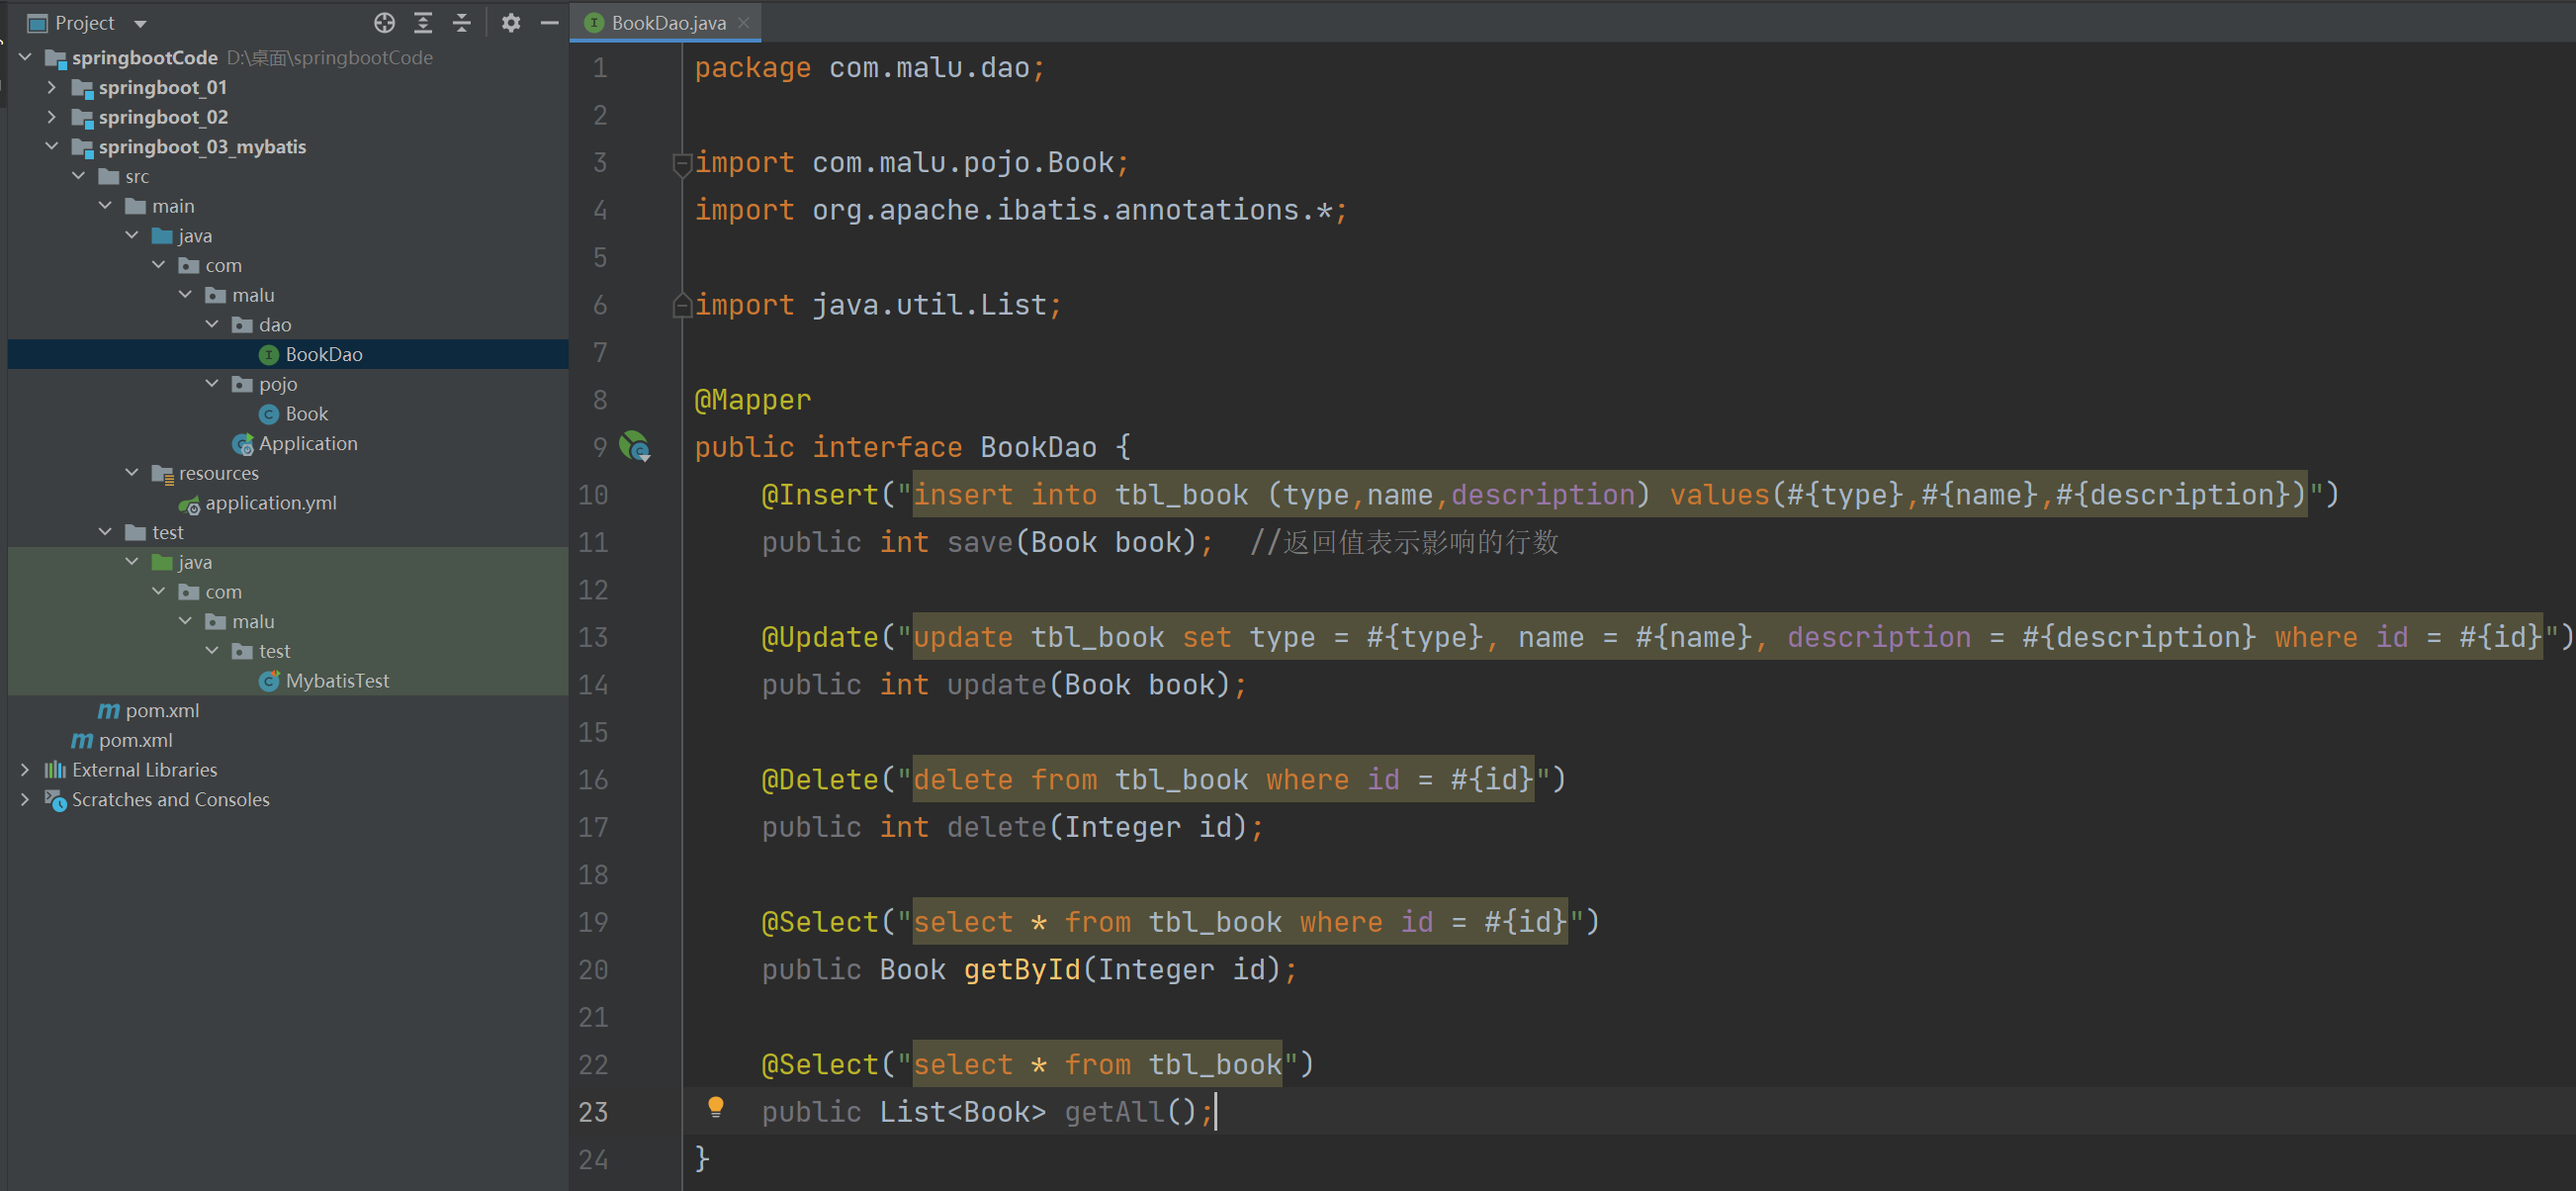 Project
springbootCode D:\桌面\springbootCode
springboot_01
springboot_02
springboot_03_mybatis
src
main
java
com
malu
dao
BookDao
pojo
Book
Application
resources
application.yml
test
java
com
malu
test
MybatisTest
pom.xml
pom.xml
External Libraries
Scratches and Consoles
BookDao.java
1 package com.malu.dao;
2
3 import com.malu.pojo.Book;
4 import org.apache.ibatis.annotations.*;
5
6 import java.util.List;
7
8 @Mapper
9 public interface BookDao {
10 @Insert("insert into tbl_book (type,name,description) values(#{type},#{name},#{description})")
11 public int save(Book book); //返回值表示影响的行数
12
13 @Update("update tbl_book set type = #{type}, name = #{name}, description = #{description} where id = #{id}")
14 public int update(Book book);
15
16 @Delete("delete from tbl_book where id = #{id}")
17 public int delete(Integer id);
18
19 @Select("select * from tbl_book where id = #{id}")
20 public Book getById(Integer id);
21
22 @Select("select * from tbl_book")
23 public List<Book> getAll();
24 }